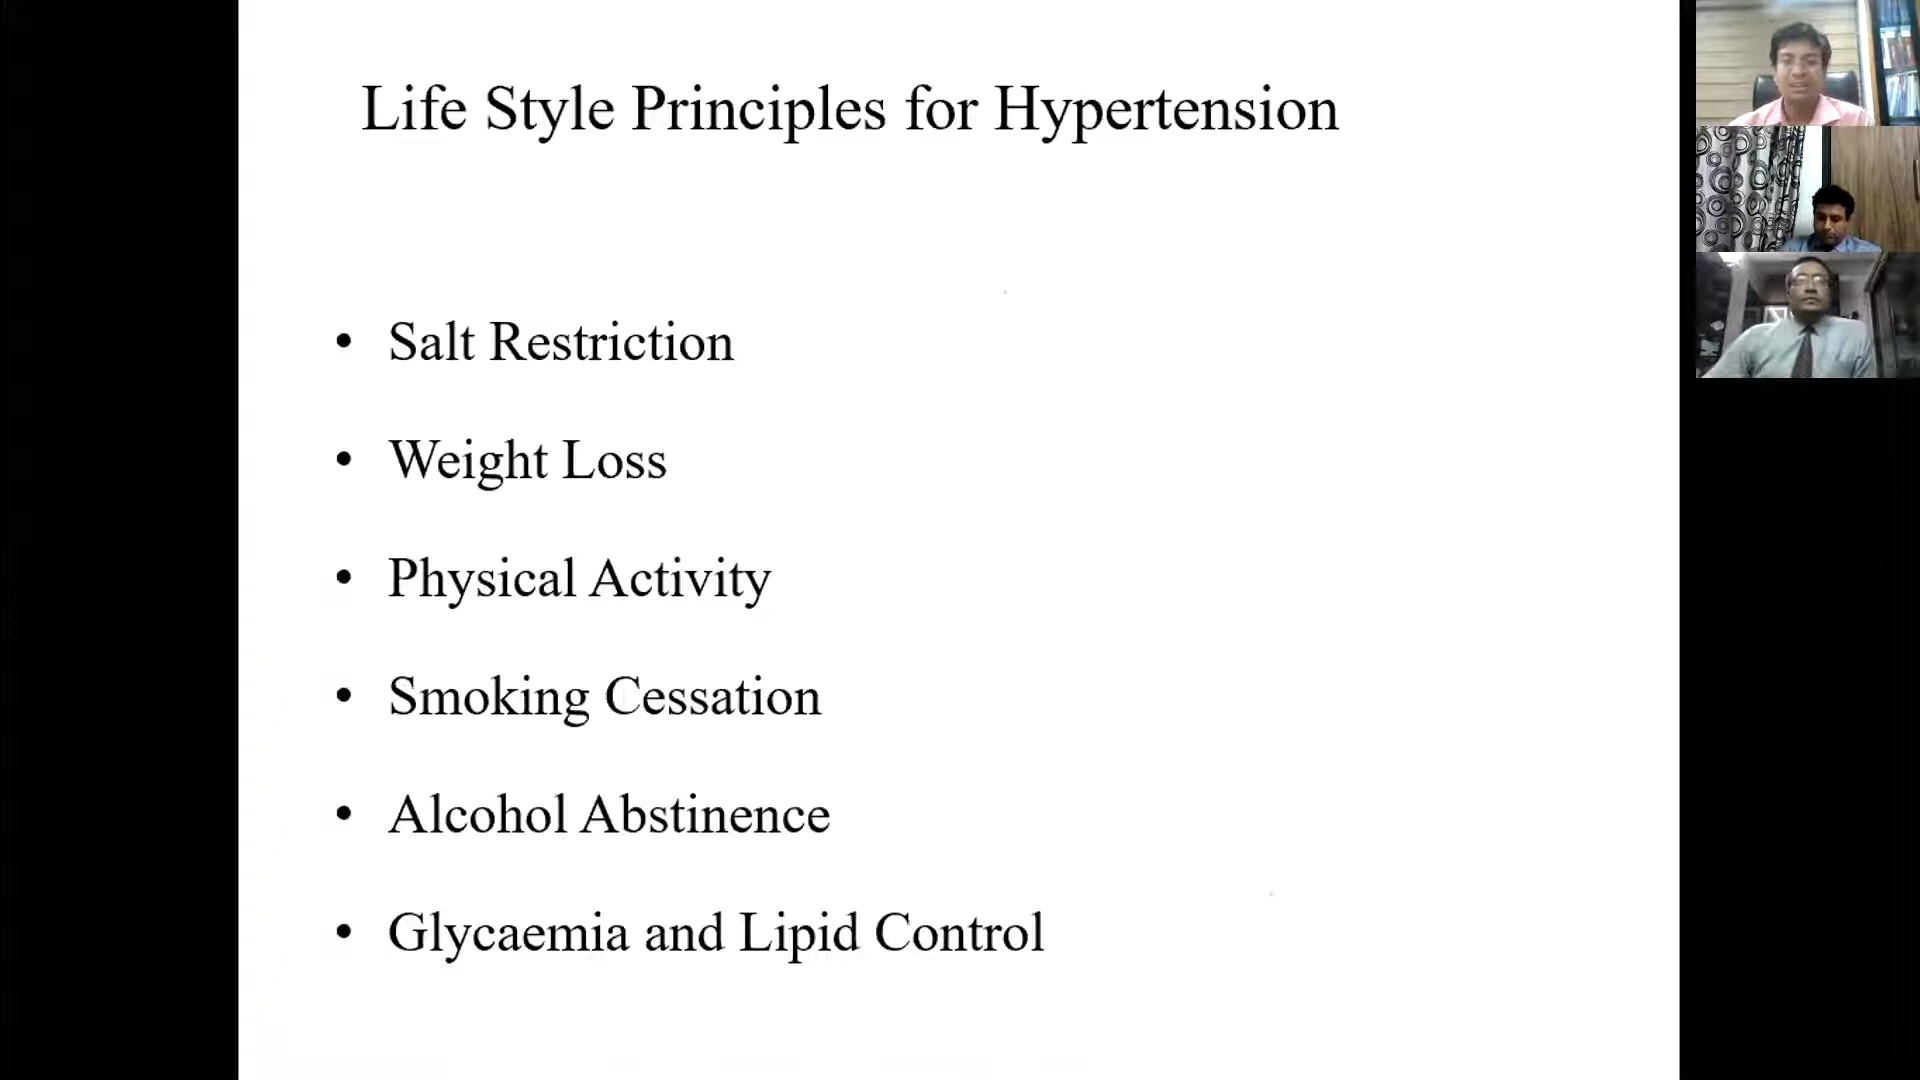 Life Style Principles for Hypertension
• Salt Restriction
• Weight Loss
• Physical Activity
• Smoking Cessation
• Alcohol Abstinence
• Glycaemia and Lipid Control